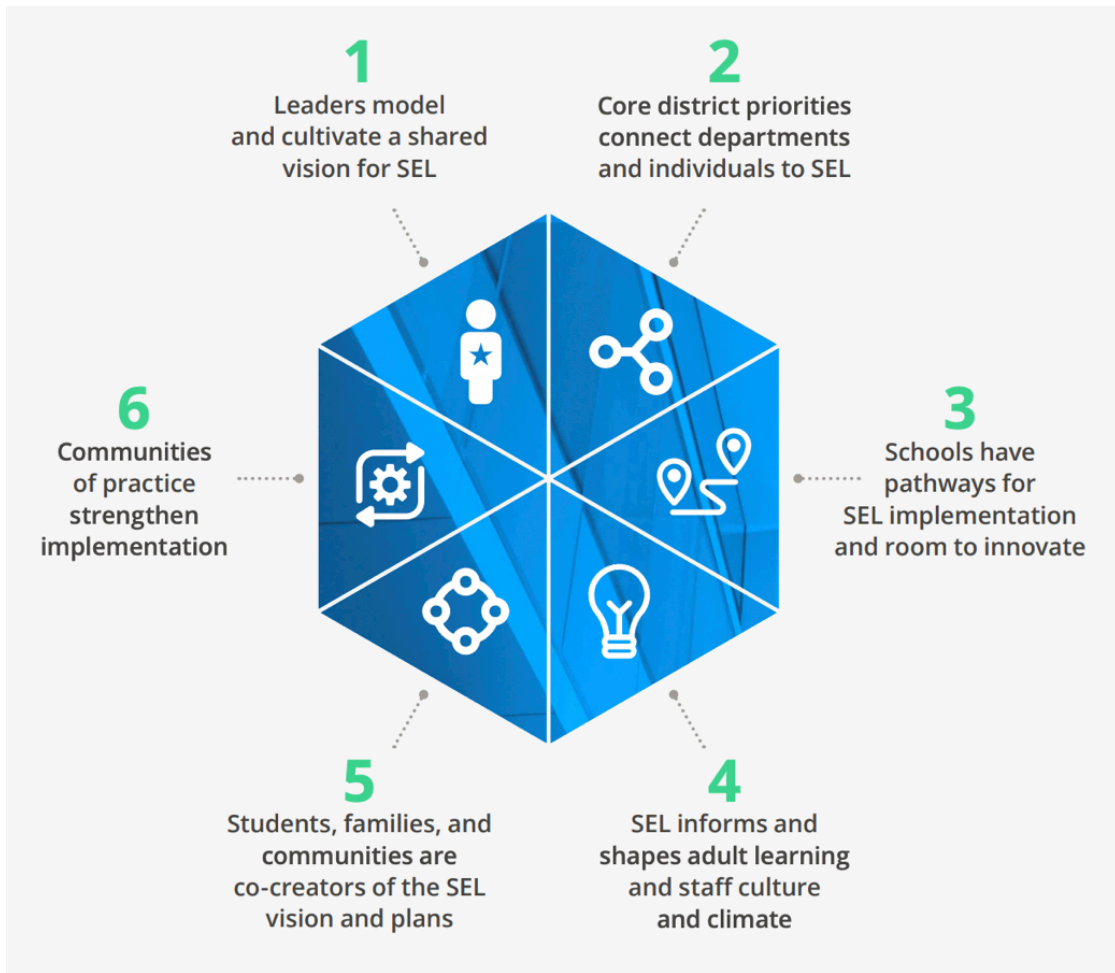 1
Leaders model
and cultivate a shared
vision for SEL
2
Core district priorities
connect departments
and individuals to SEL
3
Schools have
pathways for
SEL implementation
and room to innovate
4
SEL informs and
shapes adult learning
and staff culture
and climate
5
Students, families, and
communities are
co-creators of the SEL
vision and plans
6
Communities
of practice
strengthen
implementation